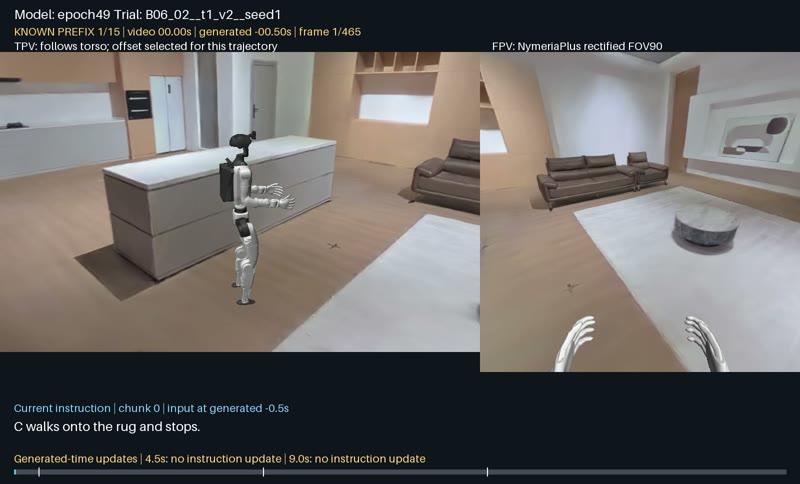 Model: epoch49 Trial: B06_02__t1_v2__seed1
KNOWN PREFIX 1/15 | video 00.00s | generated -00.50s | frame 1/465
TPV: follows torso; offset selected for this trajectory
FPV: NymeriaPlus rectified FOV90
Current instruction | chunk 0 | input at generated -0.5s
C walks onto the rug and stops.
Generated-time updates | 4.5s: no instruction update | 9.0s: no instruction update